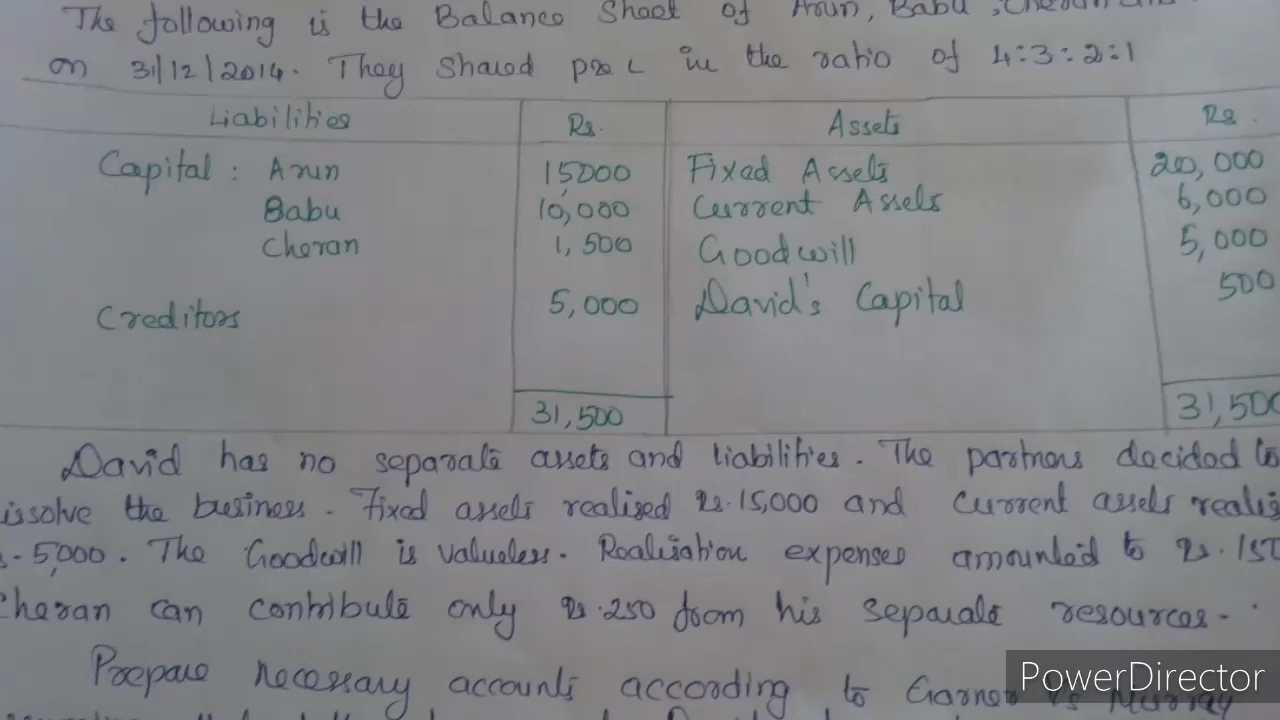 The following is the Balance Sheet of Arun, Babu, Cheran
on 31/12/2014. They Shared in the ratio of 4:3:2:1
Liabilities Rs. Assets Rs.
Capital : Arun 15000 Fixed Assets 20,000
Babu 10,000 Current Assets 6,000
Cheran 1,500 Goodwill 5,000
Creditors 5,000 David's Capital 500
31,500 31,500
David has no separate assets and liabilities. The partners decided to
issolve the business. Fixed assets realised Rs.15,000 and Current assets realis
s.5,000. The Goodwill is valueless. Realisation expenses amounted to Rs.
heran can contribute only Rs.250 from his separate resources.
Prepare necessary accounts according to Garner Vs Murray
PowerDirector